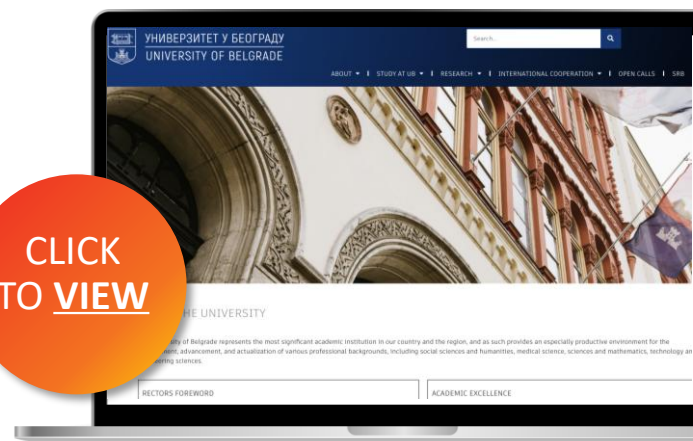 УНИВЕРЗИТЕТ У БЕОГРАДУ
UNIVERSITY OF BELGRADE
Search...
ABOUT | STUDY AT UB | RESEARCH | INTERNATIONAL COOPERATION | OPEN CALLS | SRB
CLICK
TO VIEW
HE UNIVERSITY
of Belgrade represents the most significant academic institution in our country and the region, and as such provides an especially productive environment for the
advancement, and actualization of various professional backgrounds, including social sciences and humanities, medical science, sciences and mathematics, technology an
ering sciences.
RECTORS FOREWORD
ACADEMIC EXCELLENCE